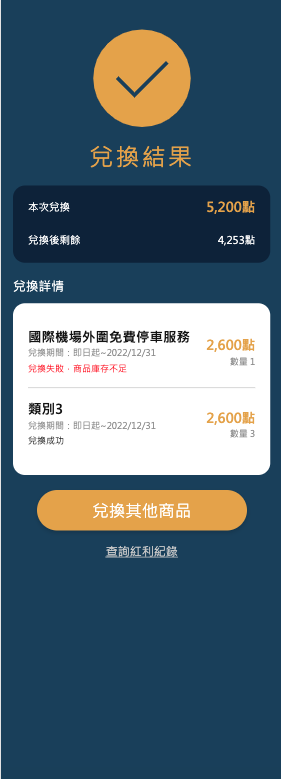 兌換結果
本次兌換 5,200點
兌換後剩餘 4,253點
兌換詳情
國際機場外圍免費停車服務
兌換期間：即日起~2022/12/31
兌換失敗，商品庫存不足
2,600點
數量 1
類別3
兌換期間：即日起~2022/12/31
兌換成功
2,600點
數量 3
兌換其他商品
查詢紅利紀錄